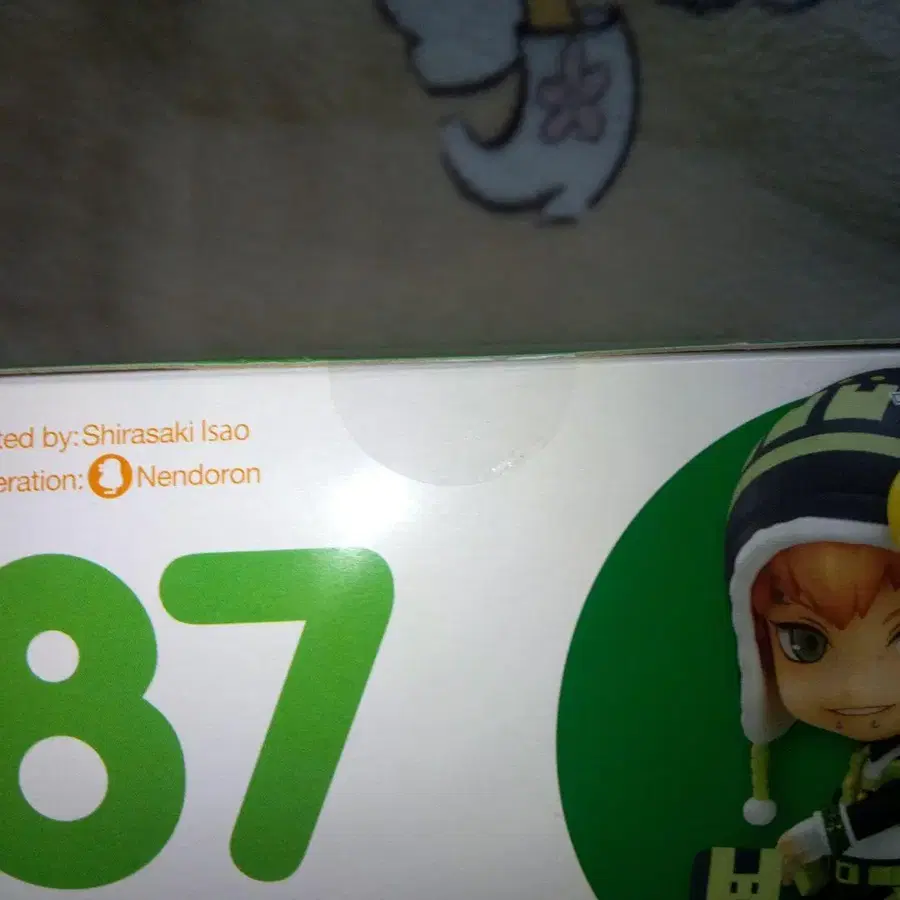 ted by: Shirasaki Isao
eration: Nendoron
87